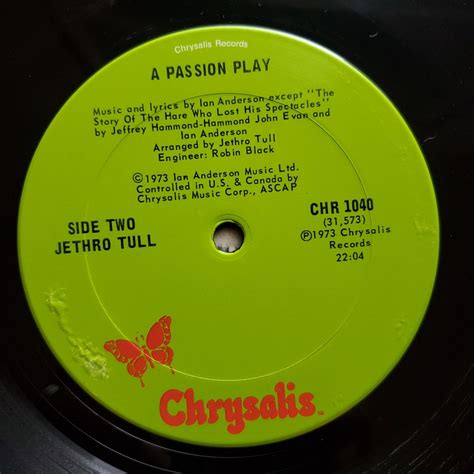 Chrysalis Records
A PASSION PLAY
Music and lyrics by Ian Anderson except "The
Story Of The Hare Who Lost His Spectacles"
by Jeffrey Hammond-Hammond John Evan and
Ian Anderson
Arranged by Jethro Tull
Engineer: Robin Black
©1973 Ian Anderson Music Ltd.
Controlled in U.S. & Canada by
Chrysalis Music Corp., ASCAP
SIDE TWO
JETHRO TULL
CHR 1040
(31,573)
℗1973 Chrysalis
Records
22:04
Chrysalis™